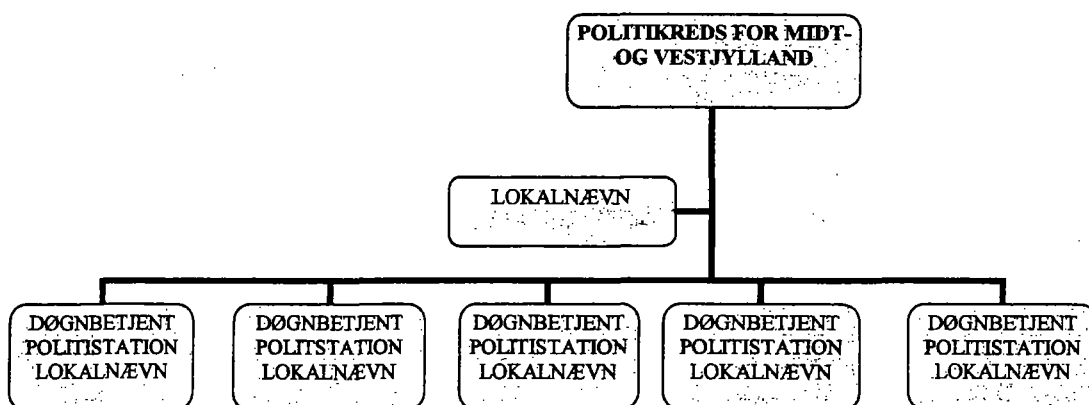 POLITIKREDS FOR MIDT-
OG VESTJYLLAND
LOKALNÆVN
DØGNBETJENT
POLITISTATION
LOKALNÆVN
DØGNBETJENT
POLITSTATION
LOKALNÆVN
DØGNBETJENT
POLITISTATION
LOKALNÆVN
DØGNBETJENT
POLITISTATION
LOKALNÆVN
DØGNBETJENT
POLITISTATION
LOKALNÆVN